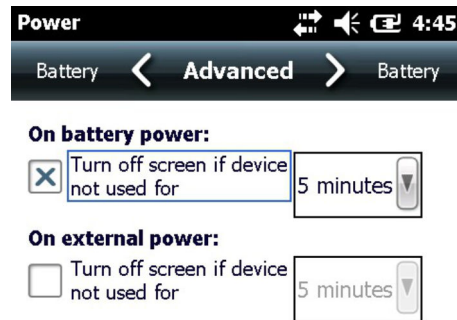 Power 4:45
Battery Advanced Battery
On battery power:
Turn off screen if device
not used for
5 minutes
On external power:
Turn off screen if device
not used for
5 minutes